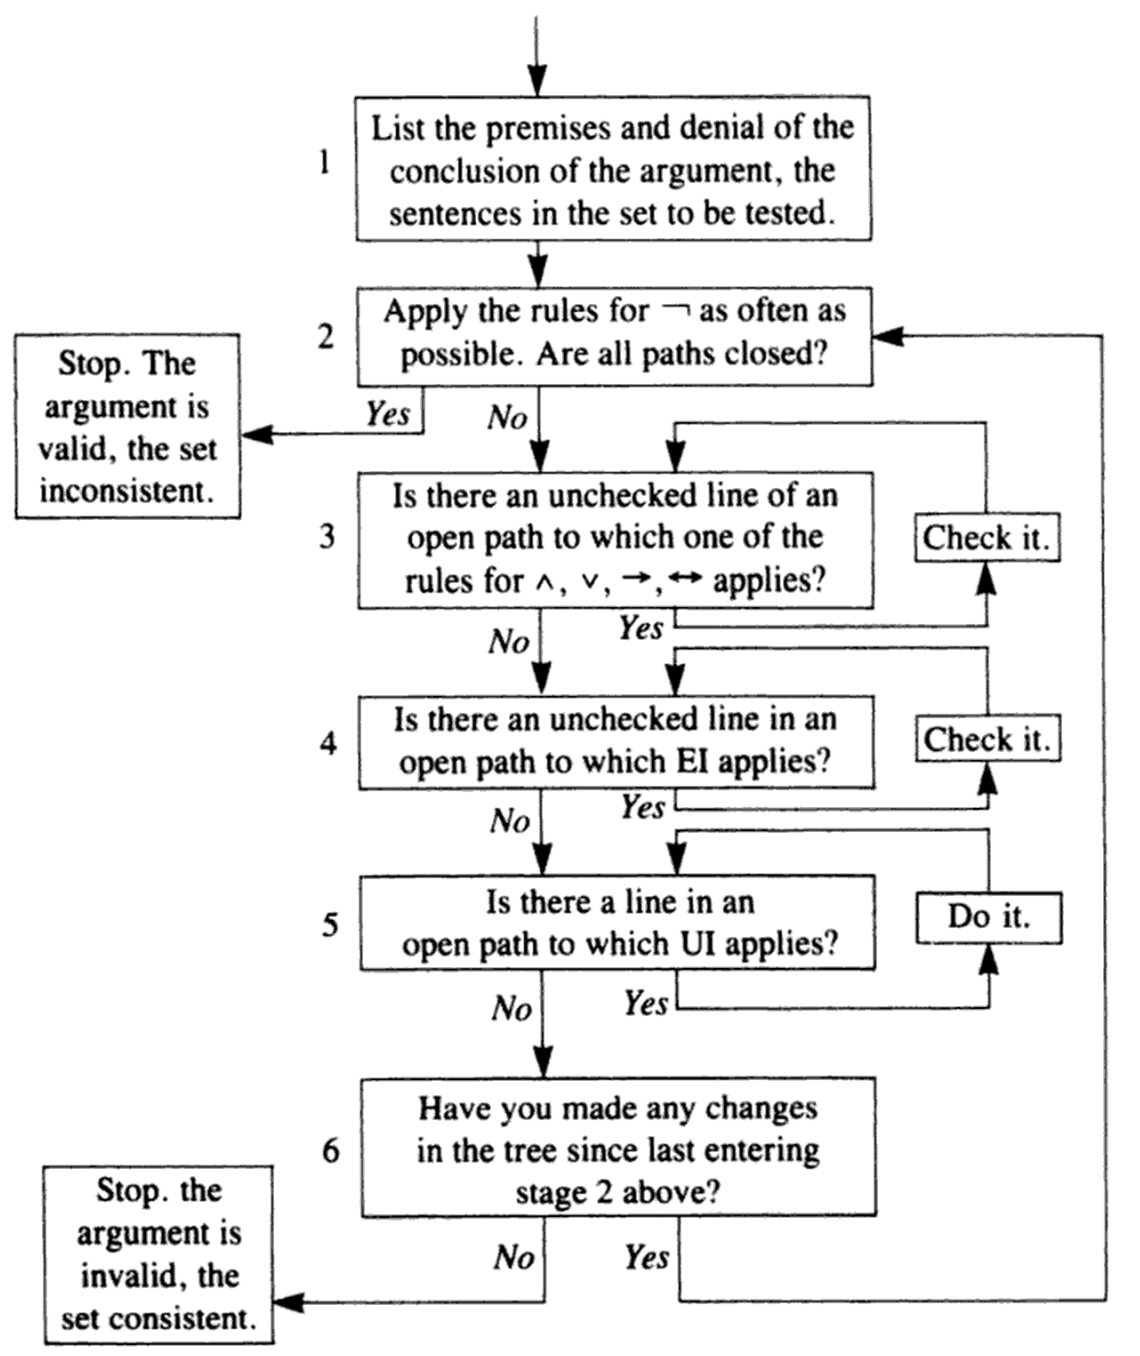 1
List the premises and denial of the
conclusion of the argument, the
sentences in the set to be tested.
2
Apply the rules for ¬ as often as
possible. Are all paths closed?
Yes
No
Stop. The
argument is
valid, the set
inconsistent.
3
Is there an unchecked line of an
open path to which one of the
rules for ∧, ∨, →, ↔ applies?
Check it.
No
Yes
4
Is there an unchecked line in an
open path to which EI applies?
Check it.
No
Yes
5
Is there a line in an
open path to which UI applies?
Do it.
No
Yes
6
Have you made any changes
in the tree since last entering
stage 2 above?
No
Yes
Stop. the
argument is
invalid, the
set consistent.